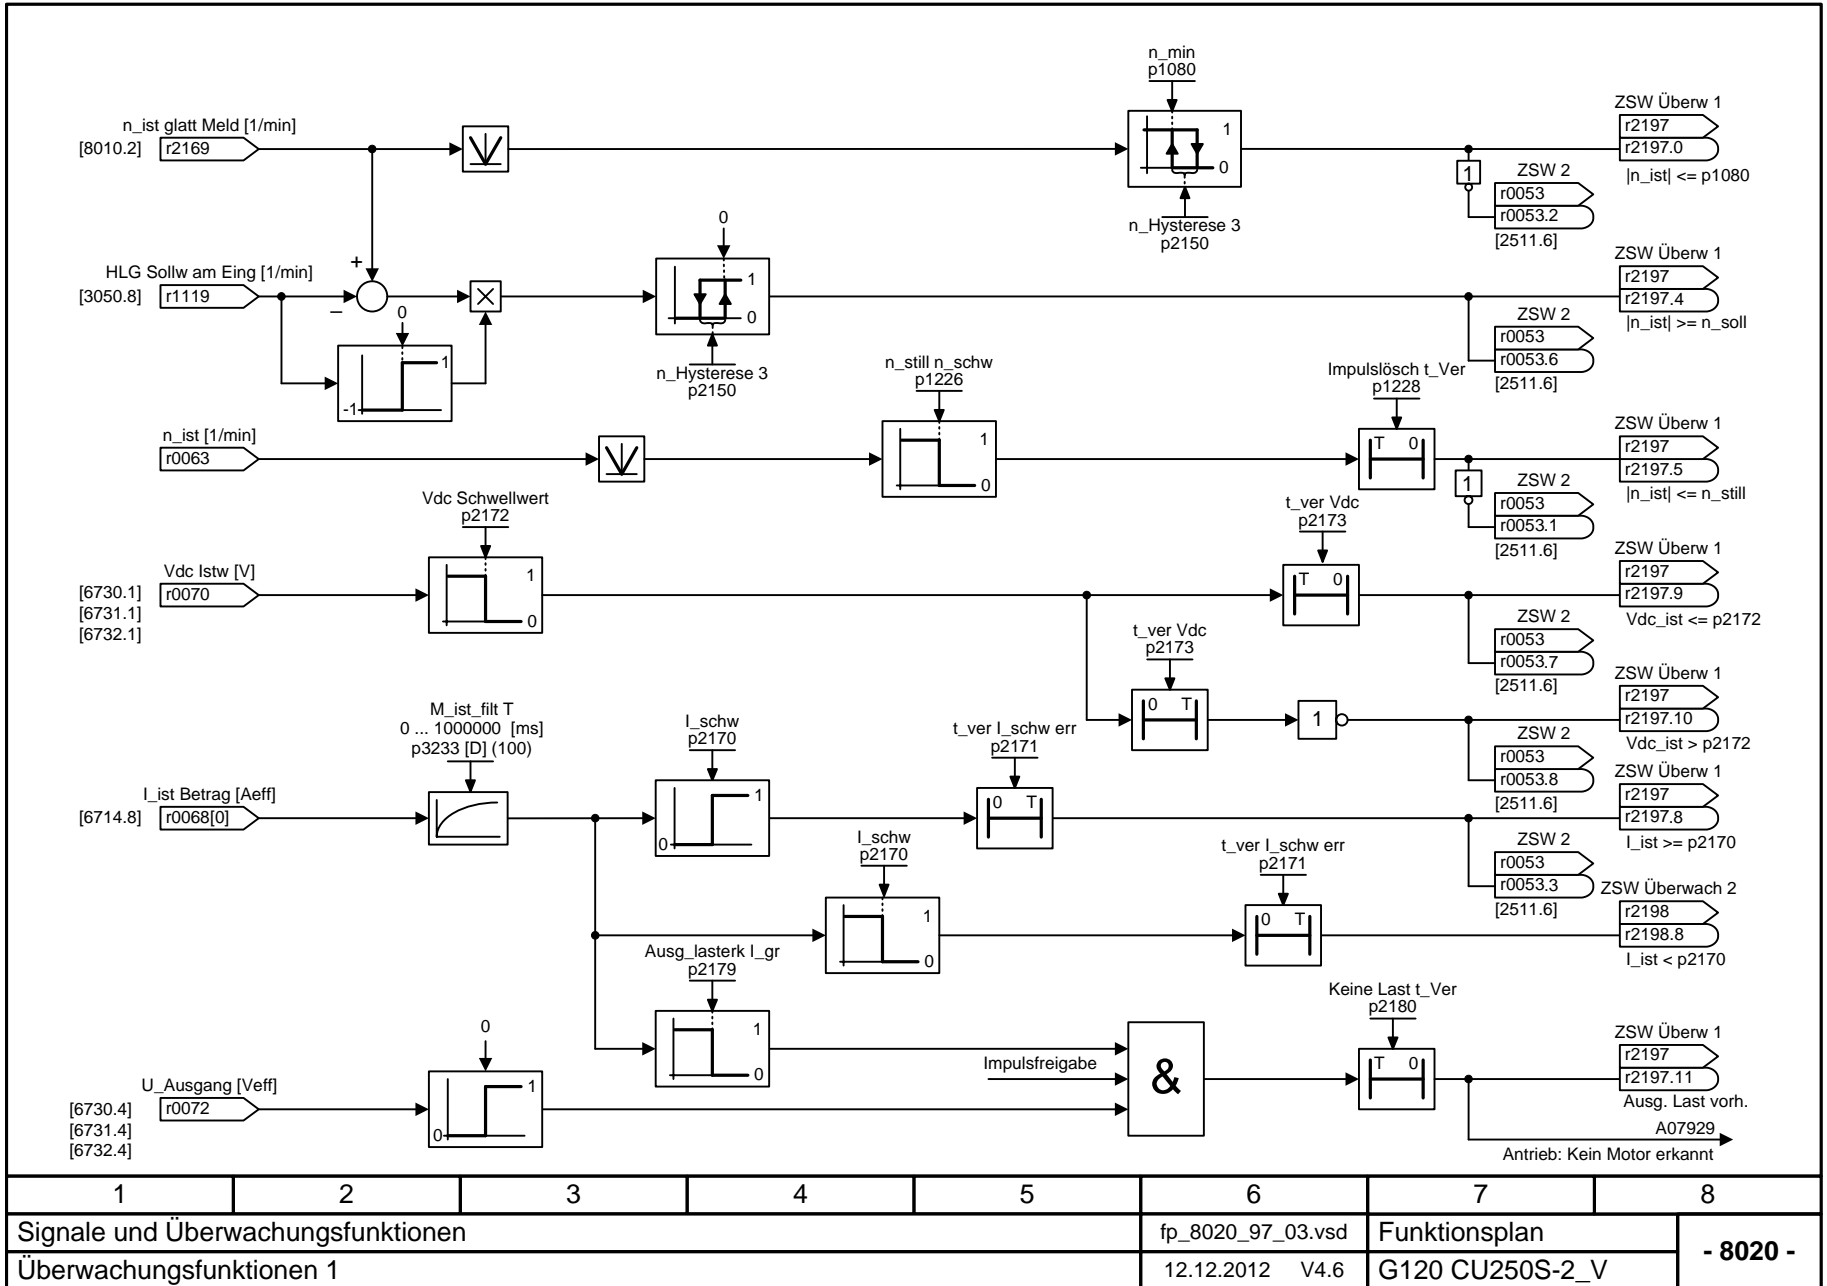 n_min
p1080
ZSW Überw 1
n_ist glatt Meld [1/min]
r2197
[8010.2]
r2169
1
0
r2197.0
|n_ist| <= p1080
1
ZSW 2
r0053
r0053.2
[2511.6]
n_Hysterese 3
p2150
0
ZSW Überw 1
HLG Sollw am Eing [1/min]
+
–
r2197
[3050.8]
r1119
1
0
r2197.4
|n_ist| >= n_soll
0
ZSW 2
r0053
r0053.6
[2511.6]
1
-1
n_Hysterese 3
p2150
n_still n_schw
p1226
Impulslösch t_Ver
p1228
ZSW Überw 1
n_ist [1/min]
r0063
1
0
T 0
r2197
r2197.5
|n_ist| <= n_still
1
ZSW 2
r0053
r0053.1
[2511.6]
Vdc Schwellwert
p2172
t_ver Vdc
p2173
ZSW Überw 1
Vdc Istw [V]
[6730.1]
[6731.1]
[6732.1]
r0070
1
0
T 0
r2197
r2197.9
Vdc_ist <= p2172
ZSW 2
r0053
r0053.7
[2511.6]
t_ver Vdc
p2173
0 T
1
ZSW Überw 1
r2197
r2197.10
Vdc_ist > p2172
ZSW 2
r0053
r0053.8
[2511.6]
M_ist_filt T
0 ... 1000000 [ms]
p3233 [D] (100)
I_schw
p2170
t_ver I_schw err
p2171
ZSW Überw 1
I_ist Betrag [Aeff]
[6714.8]
r0068[0]
1
0
0 T
r2197
r2197.8
I_ist >= p2170
ZSW 2
r0053
r0053.3
[2511.6]
I_schw
p2170
t_ver I_schw err
p2171
1
0
0 T
ZSW Überwach 2
r2198
r2198.8
I_ist < p2170
Ausg_lasterk I_gr
p2179
1
0
Keine Last t_Ver
p2180
Impulsfreigabe
&
T 0
ZSW Überw 1
r2197
r2197.11
Ausg. Last vorh.
A07929
Antrieb: Kein Motor erkannt
0
U_Ausgang [Veff]
[6730.4]
[6731.4]
[6732.4]
r0072
1
0
1 2 3 4 5 6 7 8
Signale und Überwachungsfunktionen
fp_8020_97_03.vsd
Funktionsplan
- 8020 -
Überwachungsfunktionen 1
12.12.2012 V4.6
G120 CU250S-2_V